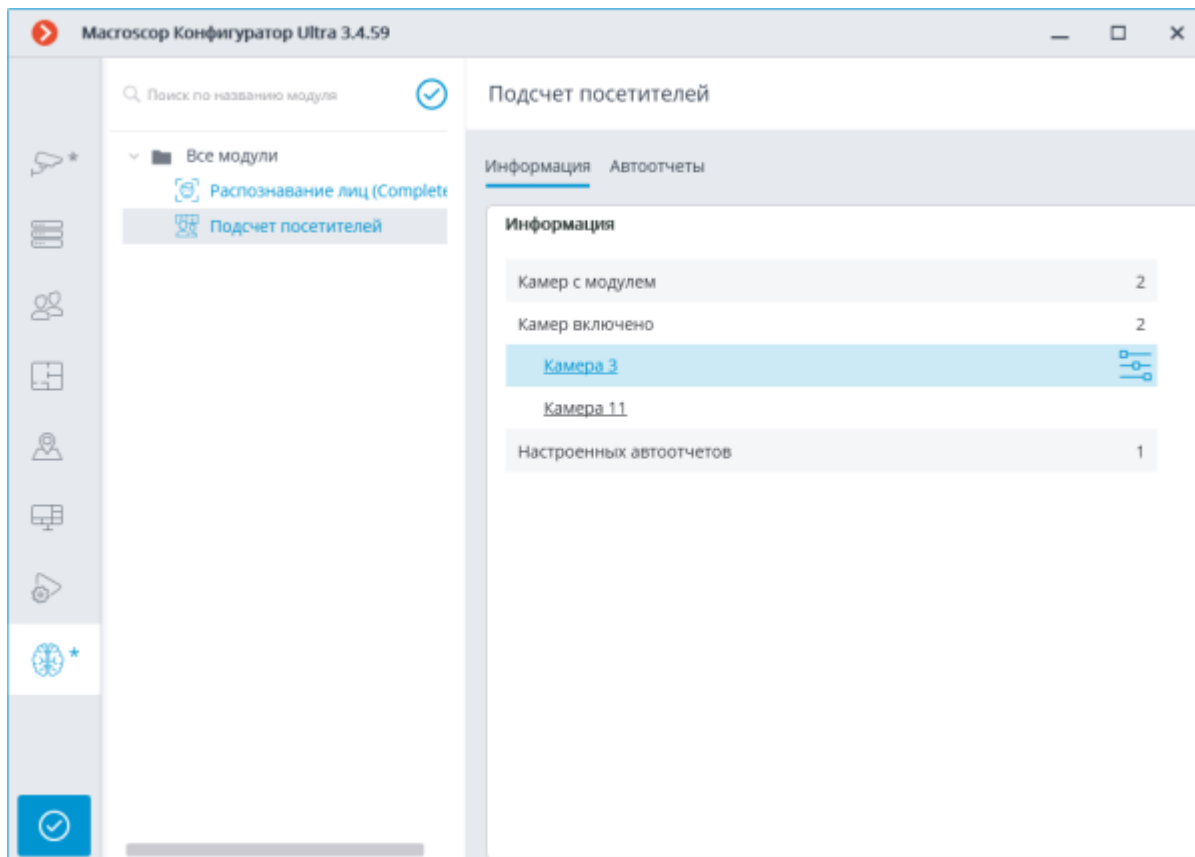 Macroscop Конфигуратор Ultra 3.4.59
Поиск по названию модуля
Все модули
Распознавание лиц (Complete
Подсчет посетителей
Подсчет посетителей
Информация Автоотчеты
Информация
Камер с модулем 2
Камер включено 2
Камера 3
Камера 11
Настроенных автоотчетов 1